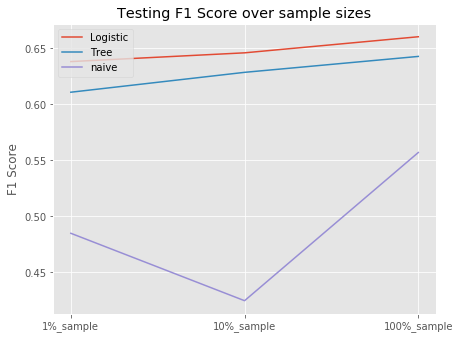 Testing F1 Score over sample sizes
Logistic
Tree
naive
F1 Score
0.65
0.60
0.55
0.50
0.45
1%_sample
10%_sample
100%_sample